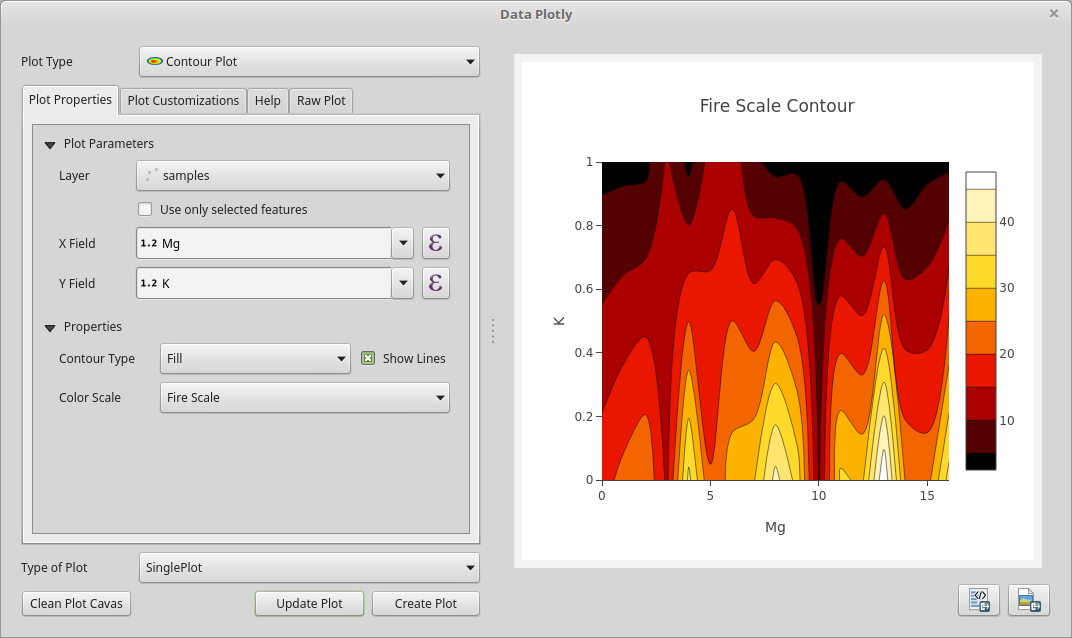 Data Plotly
Plot Type
Contour Plot
Plot Properties
Plot Customizations
Help
Raw Plot
Plot Parameters
Layer
samples
Use only selected features
X Field
1.2 Mg
ε
Y Field
1.2 K
ε
Properties
Contour Type
Fill
Show Lines
Color Scale
Fire Scale
Type of Plot
SinglePlot
Clean Plot Cavas
Update Plot
Create Plot
Fire Scale Contour
1
0.8
0.6
0.4
0.2
0
K
0
5
10
15
Mg
40
30
20
10